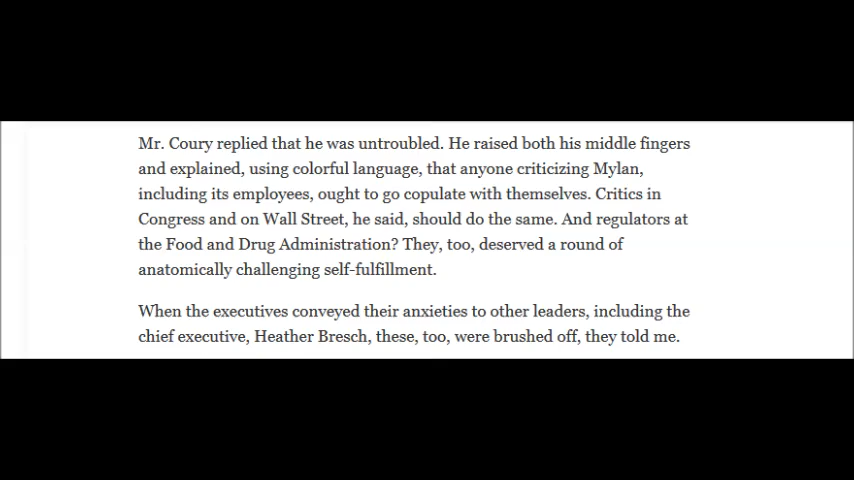 Mr. Coury replied that he was untroubled. He raised both his middle fingers
and explained, using colorful language, that anyone criticizing Mylan,
including its employees, ought to go copulate with themselves. Critics in
Congress and on Wall Street, he said, should do the same. And regulators at
the Food and Drug Administration? They, too, deserved a round of
anatomically challenging self-fulfillment.
When the executives conveyed their anxieties to other leaders, including the
chief executive, Heather Bresch, these, too, were brushed off, they told me.